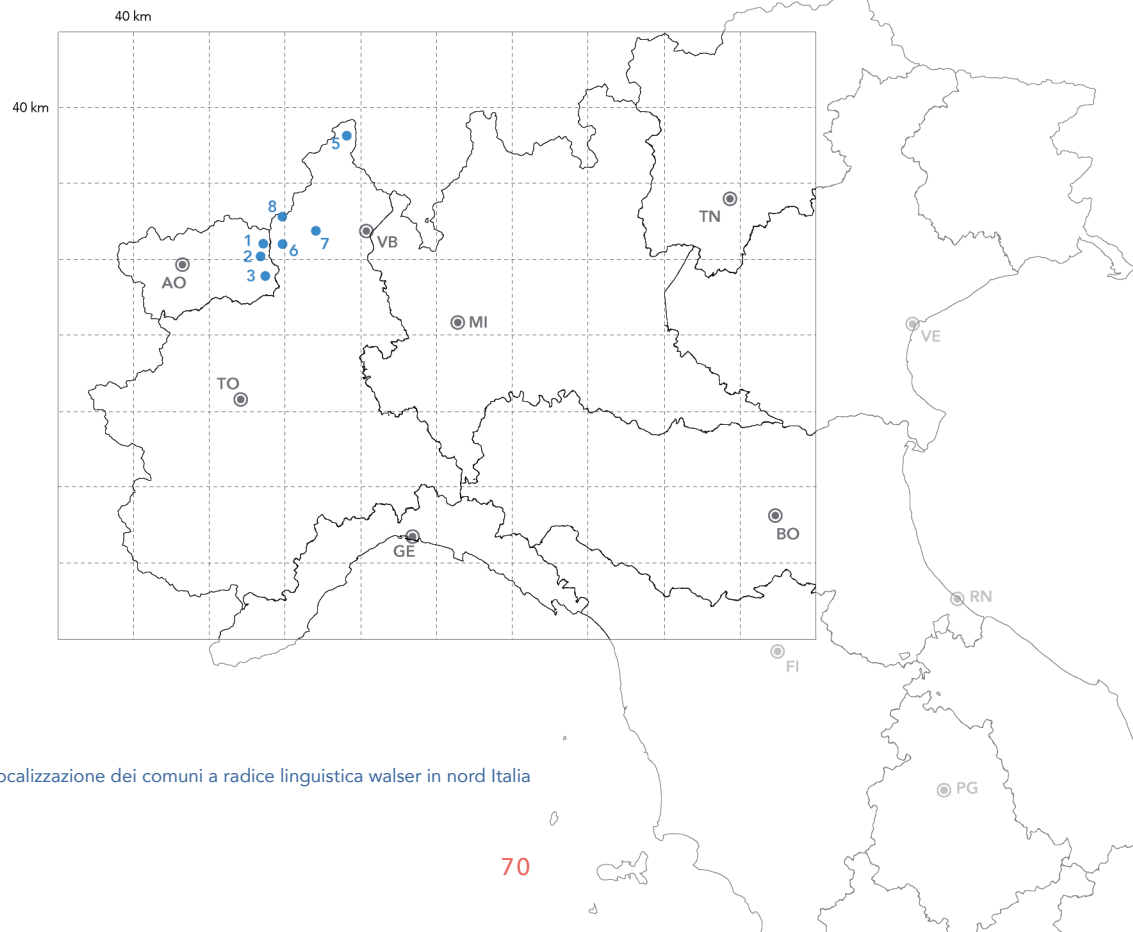 40 km
40 km
5
8
1
2
3
6
7
VB
AO
TN
MI
VE
TO
GE
BO
RN
FI
ocalizzazione dei comuni a radice linguistica walser in nord Italia
PG
70